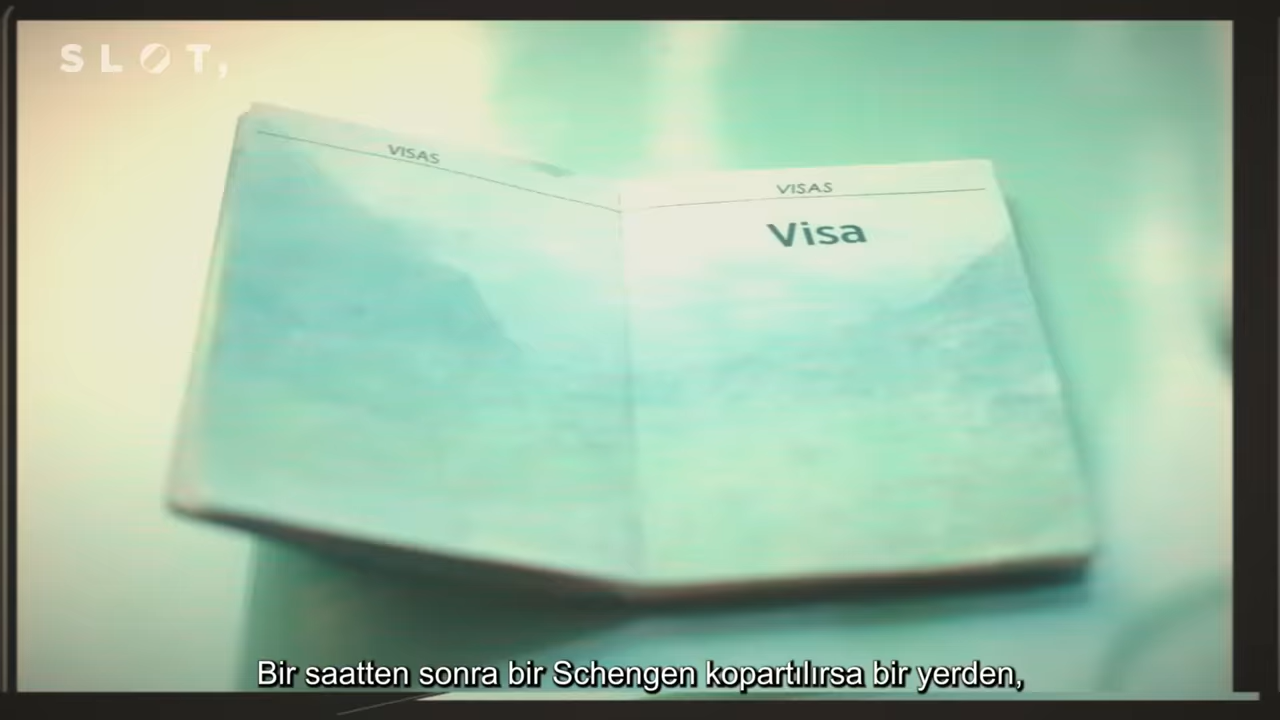 SLOT,
VISAS
VISAS
Visa
Bir saatten sonra bir Schengen kopartılırsa bir yerden,